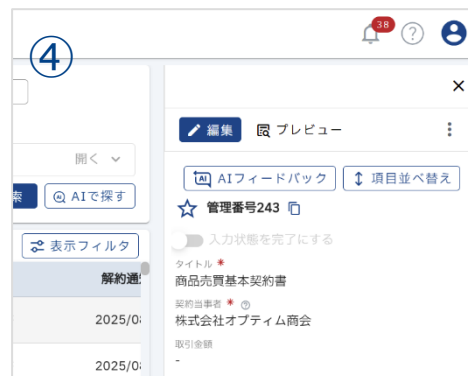 38
④
編集
プレビュー
開く
AIで探す
AIフィードバック
項目並べ替え
管理番号243
入力状態を完了にする
表示フィルタ
タイトル *
商品売買基本契約書
契約当事者 *
株式会社オプティム商会
取引金額
-
2025/0
2025/0